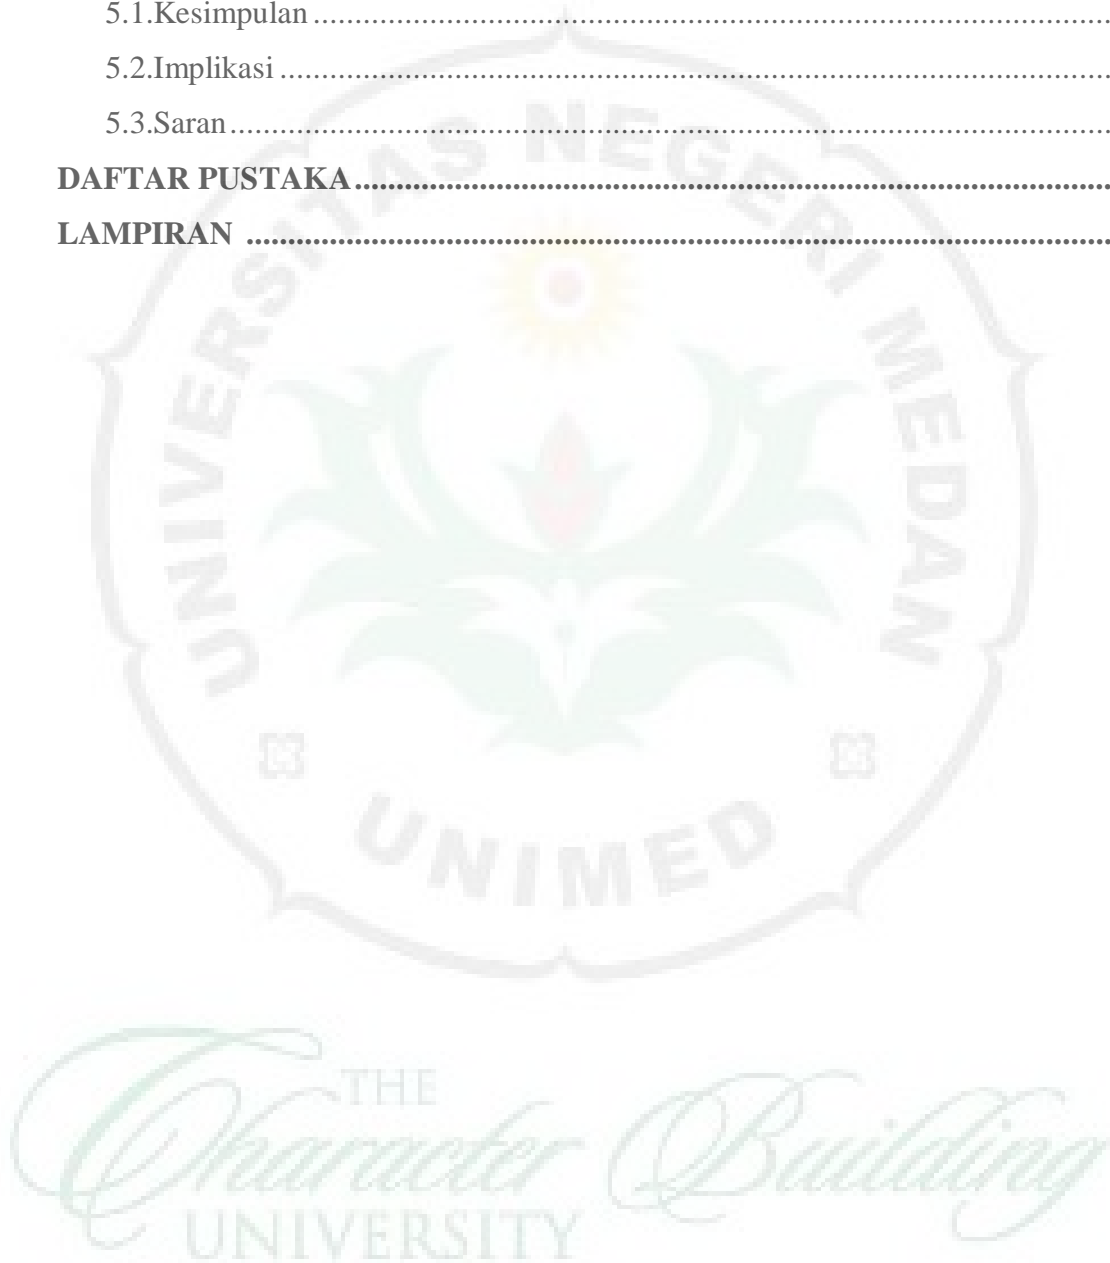 5.1.Kesimpulan ........................................................................................................
5.2.Implikasi ............................................................................................................
5.3.Saran ..................................................................................................................
DAFTAR PUSTAKA ...........................................................................................
LAMPIRAN ........................................................................................................
UNIVERSITAS NEGERI MEDAN
UNIMED
THE
Character Building
UNIVERSITY